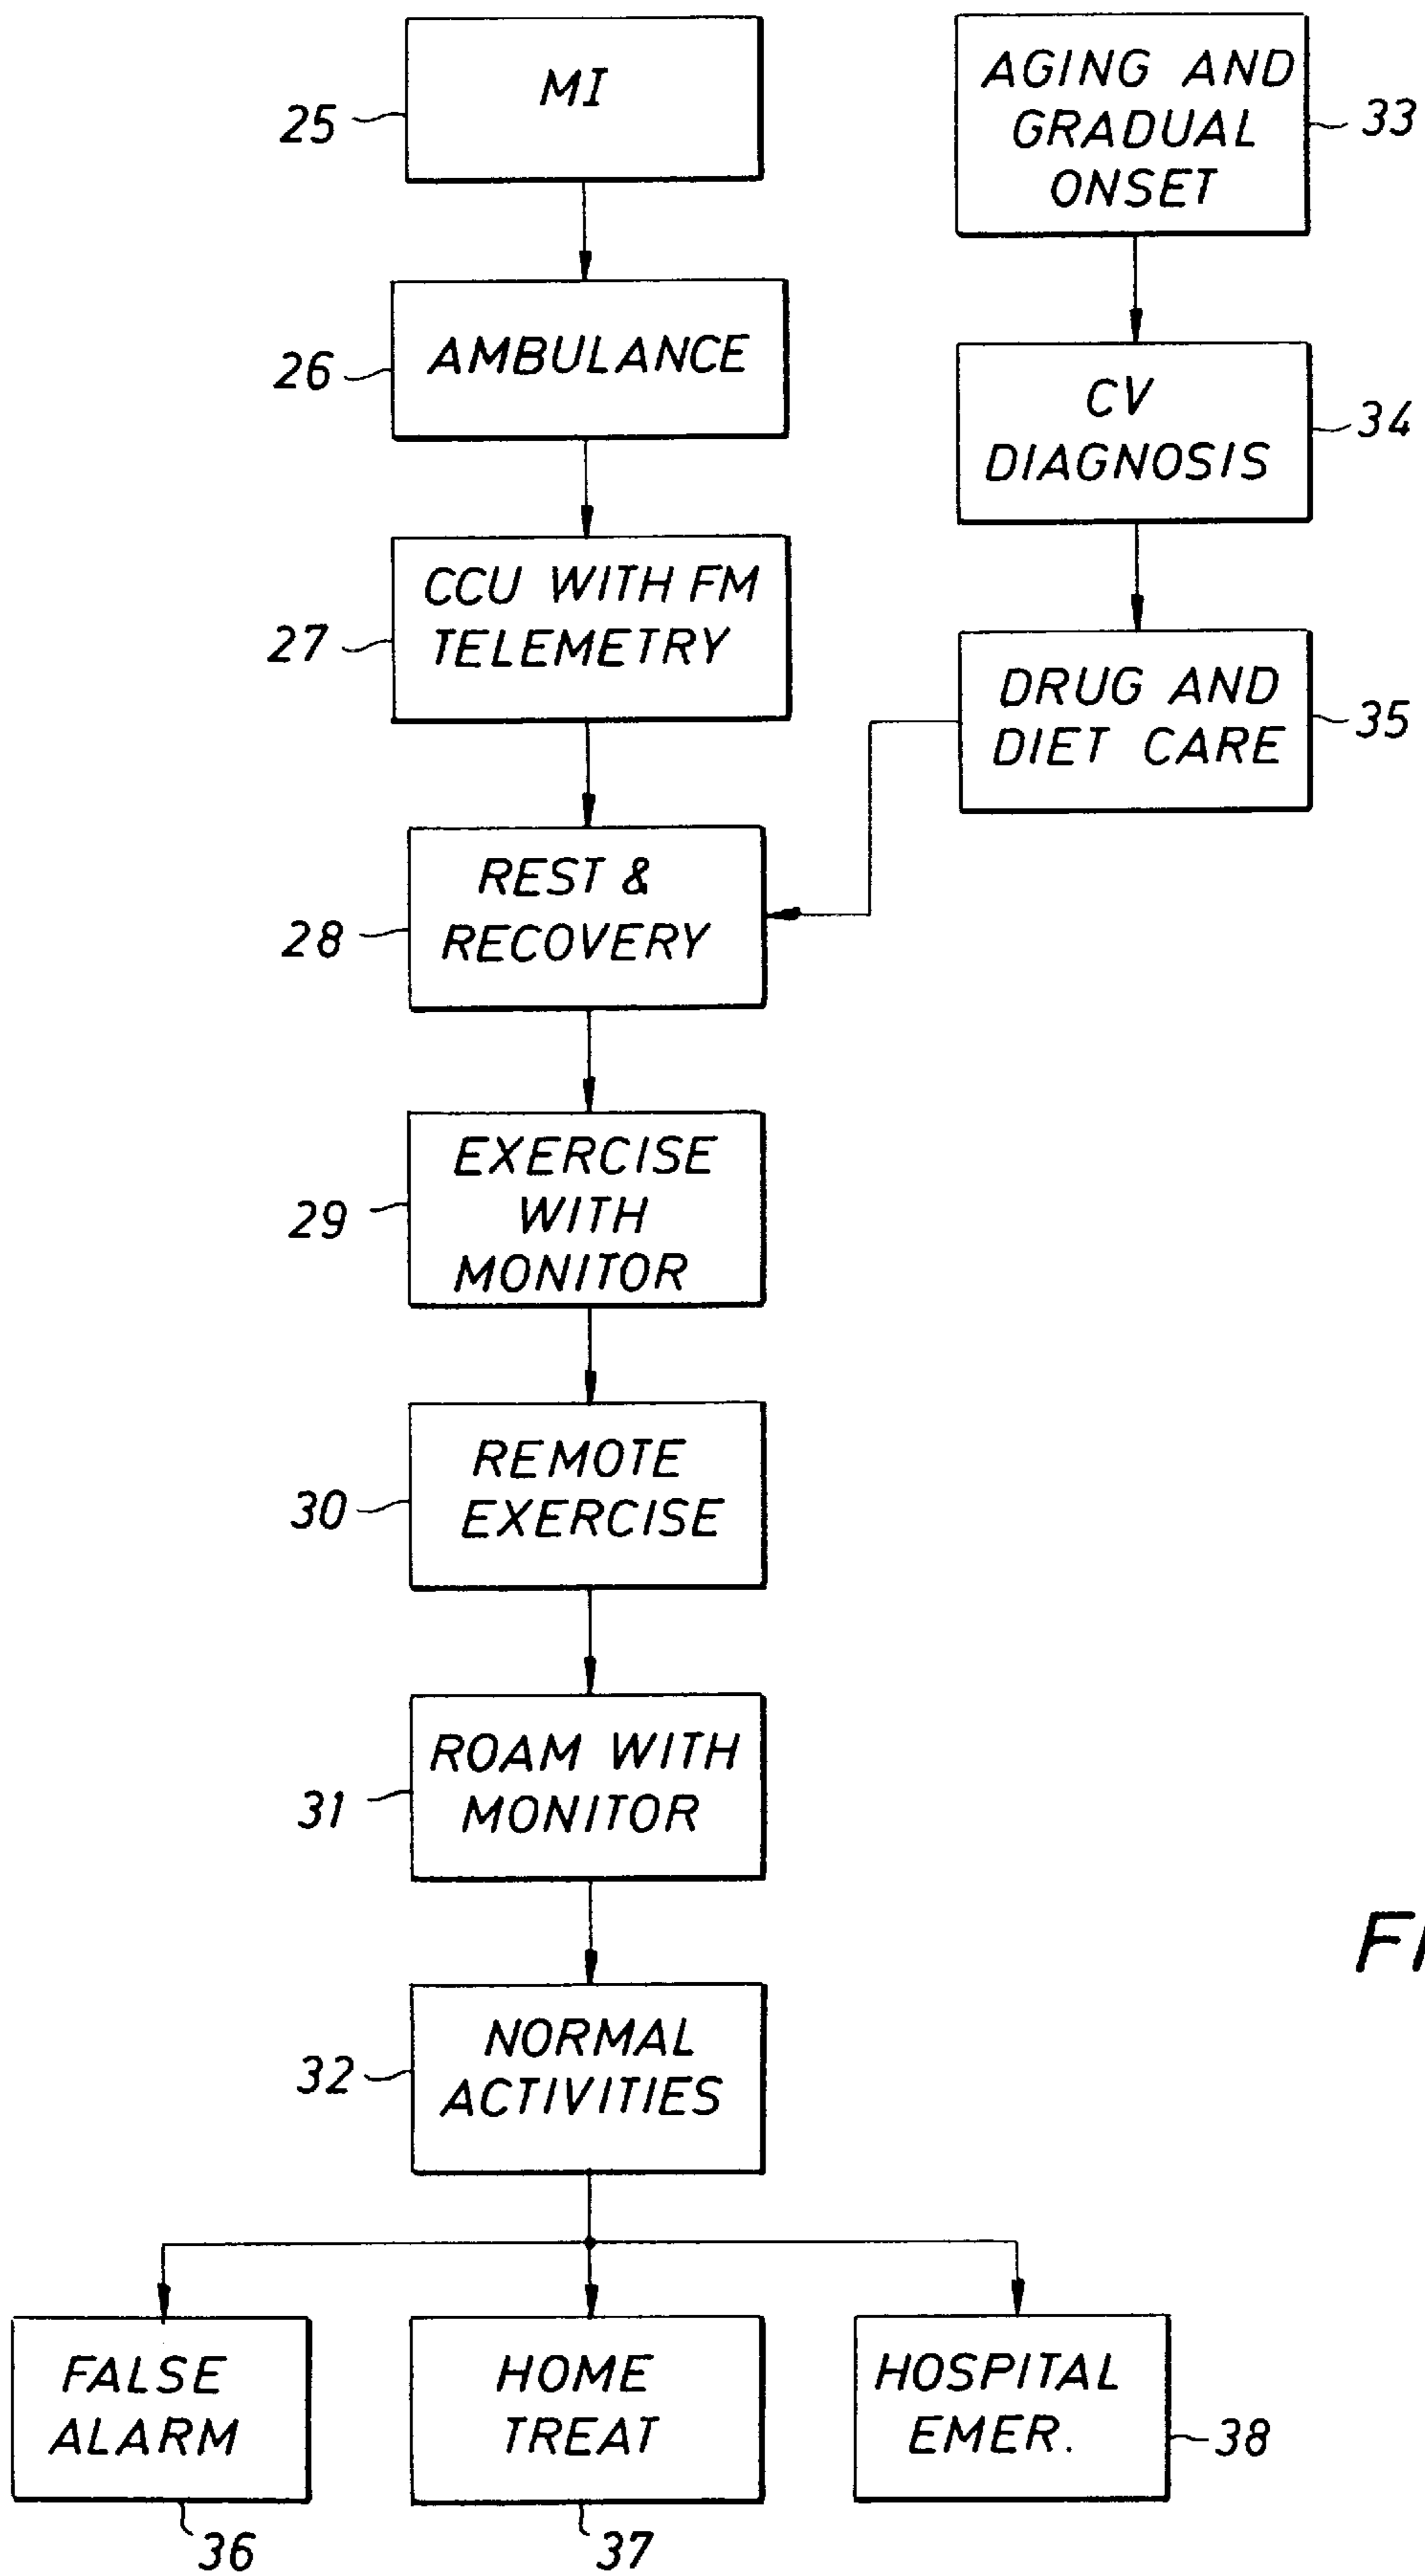 MI
25
AMBULANCE
26
CCU WITH FM
TELEMETRY
27
REST &
RECOVERY
28
EXERCISE
WITH
MONITOR
29
REMOTE
EXERCISE
30
ROAM WITH
MONITOR
31
NORMAL
ACTIVITIES
32
AGING AND
GRADUAL
ONSET
33
CV
DIAGNOSIS
34
DRUG AND
DIET CARE
35
FALSE
ALARM
36
HOME
TREAT
37
HOSPITAL
EMER.
38